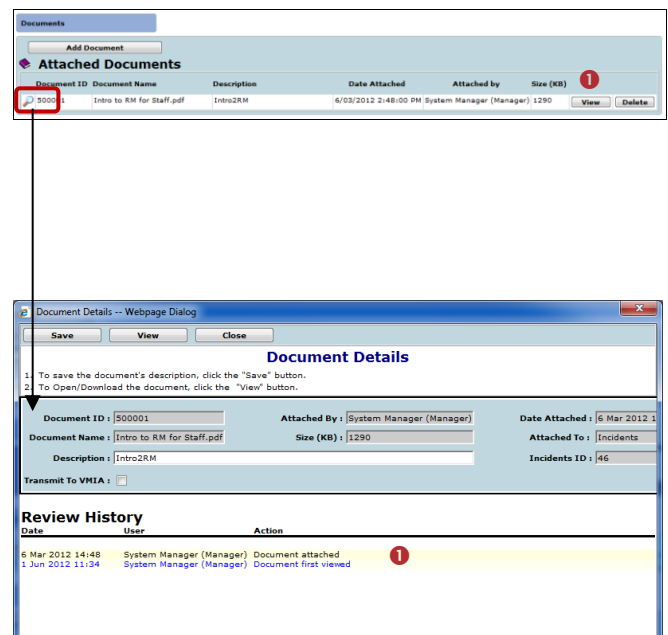 Documents
Add Document
Attached Documents
Document ID Document Name Description Date Attached Attached by Size (KB) 1
500001 Intro to RM for Staff.pdf Intro2RM 6/03/2012 2:48:00 PM System Manager (Manager) 1290 View Delete
Document Details -- Webpage Dialog x
Save View Close
Document Details
1. To save the document's description, click the "Save" button.
2. To Open/Download the document, click the "View" button.
Document ID : 500001 Attached By : System Manager (Manager) Date Attached : 6 Mar 2012 1
Document Name : Intro to RM for Staff.pdf Size (KB) : 1290 Attached To : Incidents
Description : Intro2RM Incidents ID : 46
Transmit To VMIA :
Review History
Date User Action
6 Mar 2012 14:48 System Manager (Manager) Document attached 1
1 Jun 2012 11:34 System Manager (Manager) Document first viewed